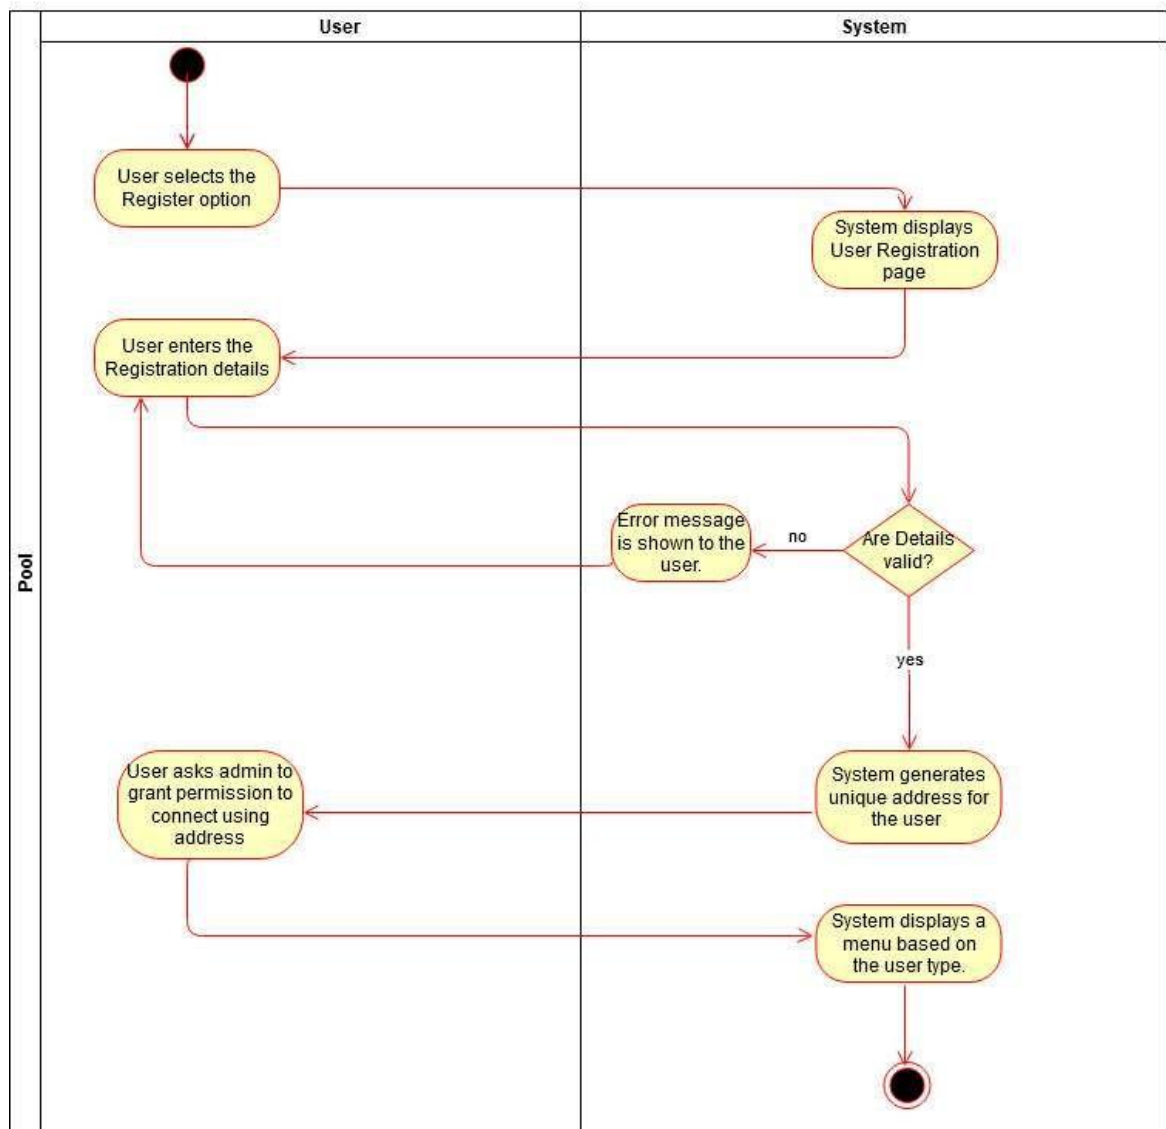 User
System
User selects the
Register option
System displays
User Registration
page
User enters the
Registration details
Error message
is shown to the
user.
no
Are Details
valid?
Pool
yes
User asks admin to
grant permission to
connect using
address
System generates
unique address for
the user
System displays a
menu based on
the user type.